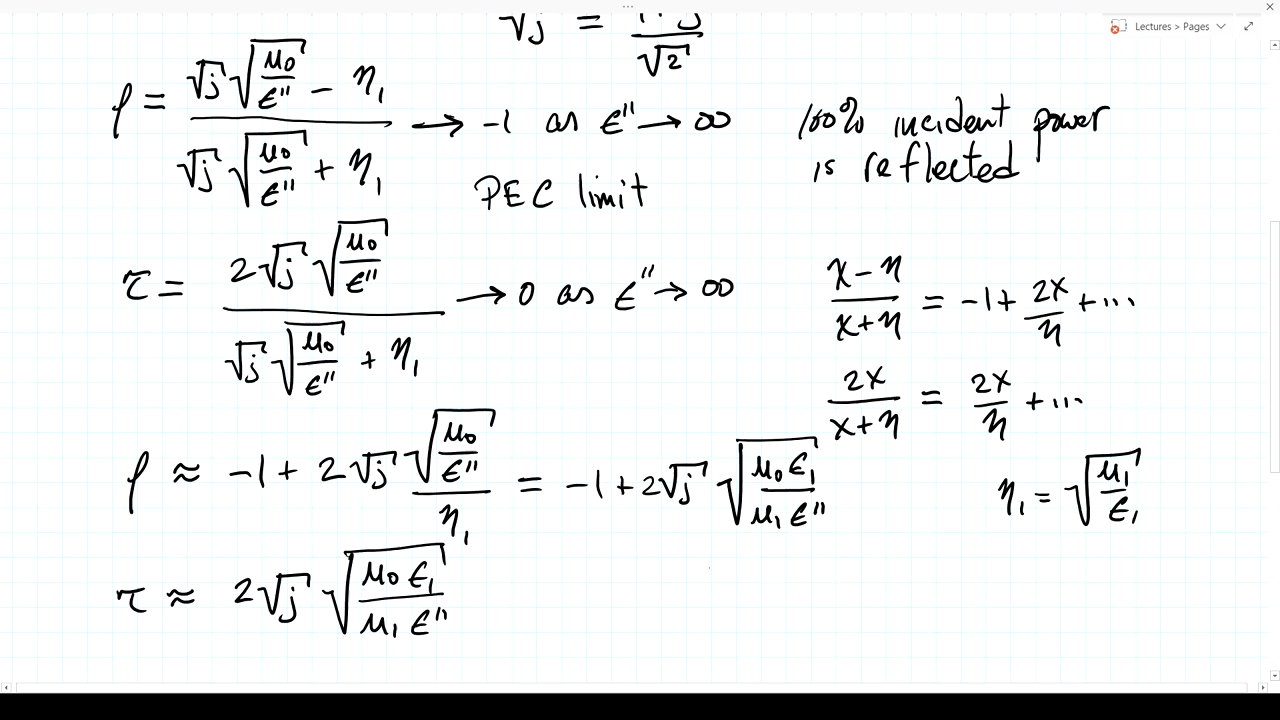 Lectures > Pages
√j = 1+j / √2
ρ = (√j √(μ₀/ε'') − η₁) / (√j √(μ₀/ε'') + η₁) → -1 as ε'' → ∞
100% incident power
is reflected
PEC limit
τ = 2√j √(μ₀/ε'') / (√j √(μ₀/ε'') + η₁) → 0 as ε'' → ∞
(x − η) / (x + η) = -1 + 2x/η + ...
2x / (x + η) = 2x/η + ...
ρ ≈ -1 + 2√j √(μ₀/ε'') / η₁ = -1 + 2√j √(μ₀ε₁ / μ₁ε'')
η₁ = √(μ₁/ε₁)
τ ≈ 2√j √(μ₀ε₁ / μ₁ε'')